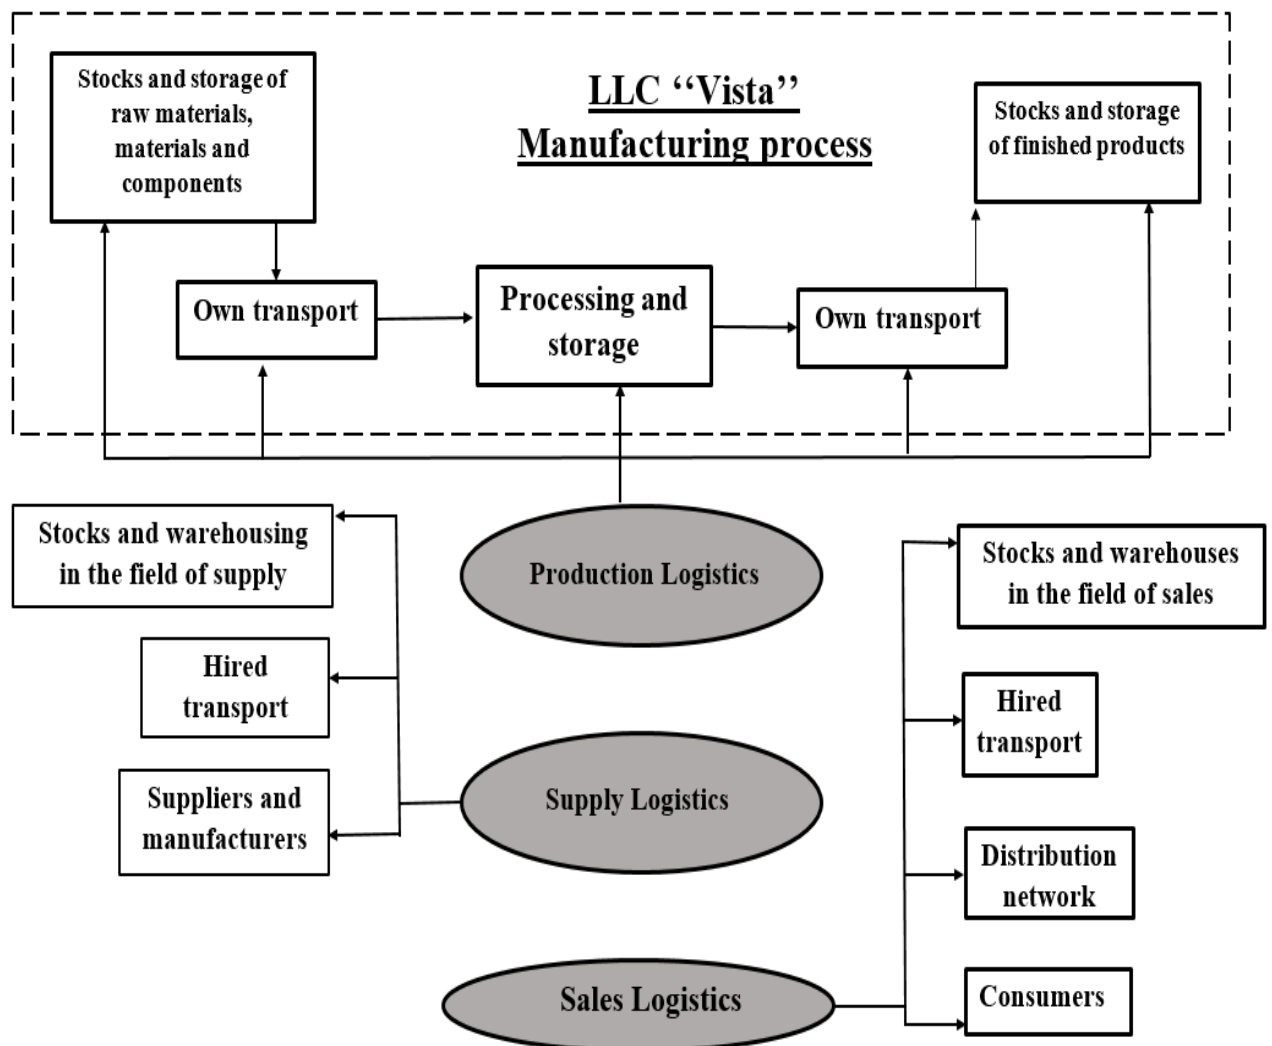 Stocks and storage of
raw materials,
materials and
components
LLC ‘‘Vista’’
Manufacturing process
Stocks and storage
of finished products
Own transport
Processing and
storage
Own transport
Stocks and warehousing
in the field of supply
Production Logistics
Stocks and warehouses
in the field of sales
Hired
transport
Hired
transport
Suppliers and
manufacturers
Supply Logistics
Distribution
network
Sales Logistics
Consumers